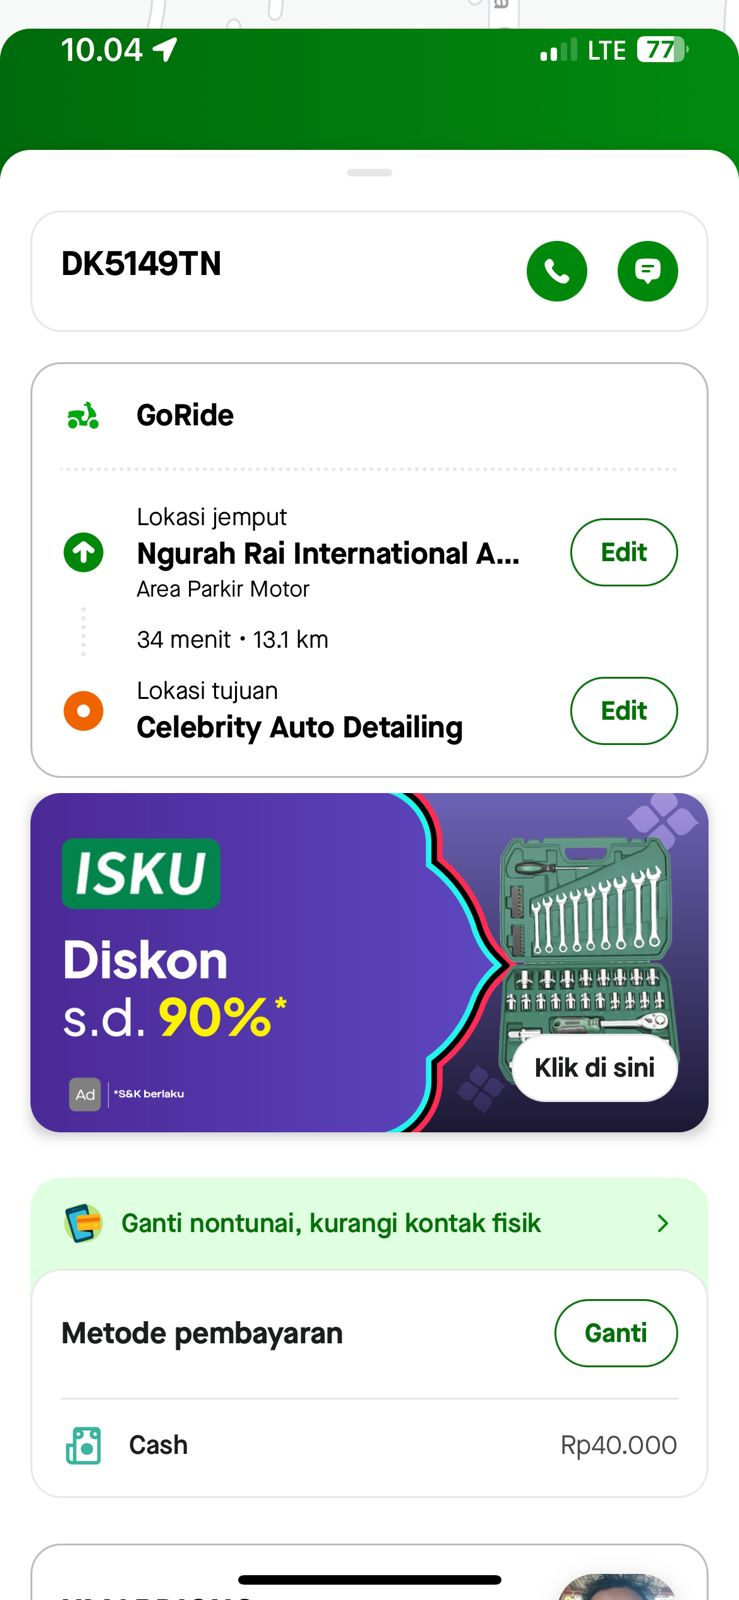 10.04
LTE 77
DK5149TN
GoRide
Lokasi jemput
Ngurah Rai International A...
Area Parkir Motor
Edit
34 menit • 13.1 km
Lokasi tujuan
Celebrity Auto Detailing
Edit
ISKU
Diskon
s.d. 90%*
Klik di sini
Ad *S&K berlaku
Ganti nontunai, kurangi kontak fisik
Metode pembayaran
Ganti
Cash
Rp40.000